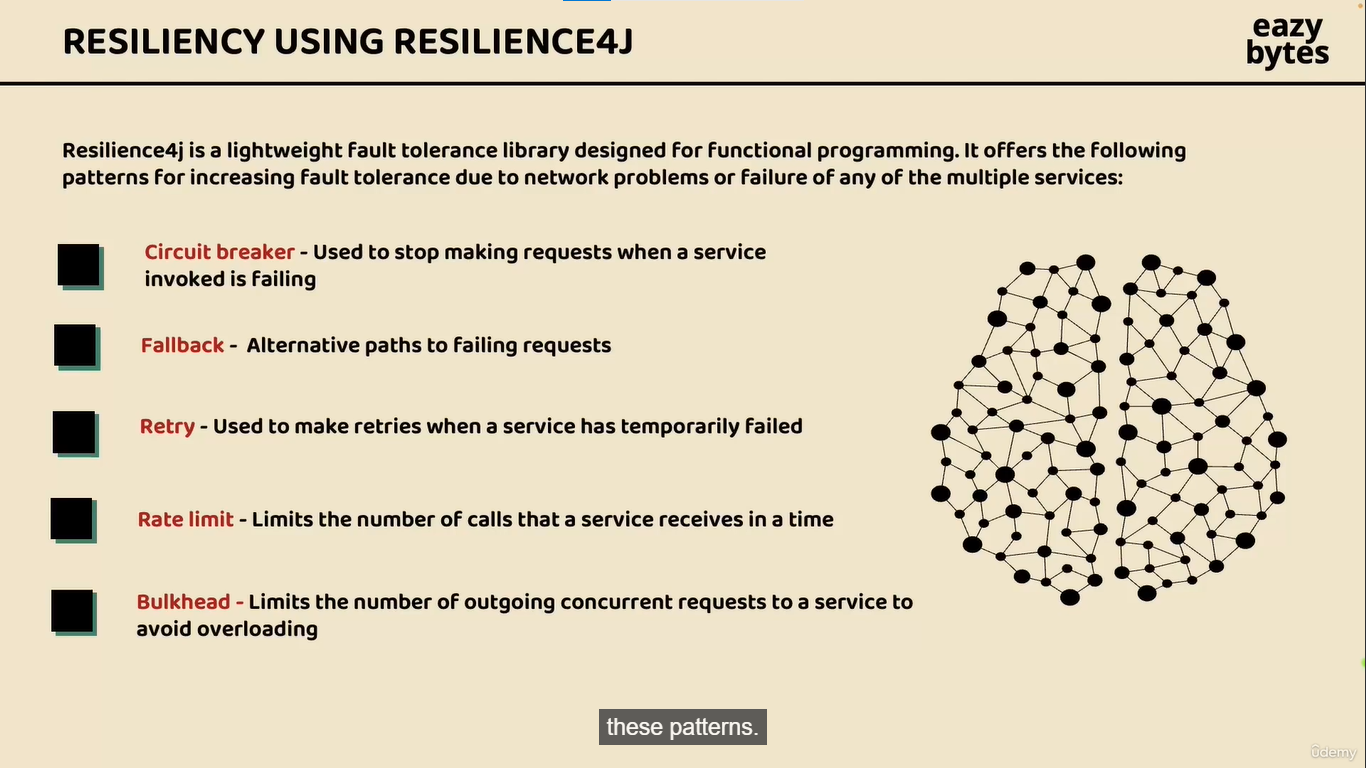 RESILIENCY USING RESILIENCE4J
eazy
bytes
Resilience4j is a lightweight fault tolerance library designed for functional programming. It offers the following
patterns for increasing fault tolerance due to network problems or failure of any of the multiple services:
Circuit breaker - Used to stop making requests when a service
invoked is failing
Fallback - Alternative paths to failing requests
Retry - Used to make retries when a service has temporarily failed
Rate limit - Limits the number of calls that a service receives in a time
Bulkhead - Limits the number of outgoing concurrent requests to a service to
avoid overloading
these patterns.
ûdemy